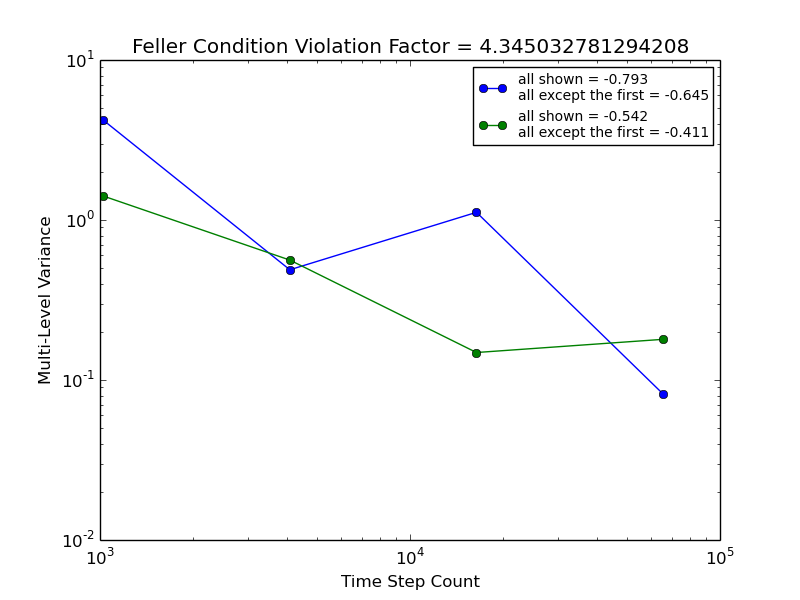 Feller Condition Violation Factor = 4.345032781294208
all shown = -0.793
all except the first = -0.645
all shown = -0.542
all except the first = -0.411
Multi-Level Variance
10^1
10^0
10^-1
10^-2
10^3 10^4 10^5
Time Step Count